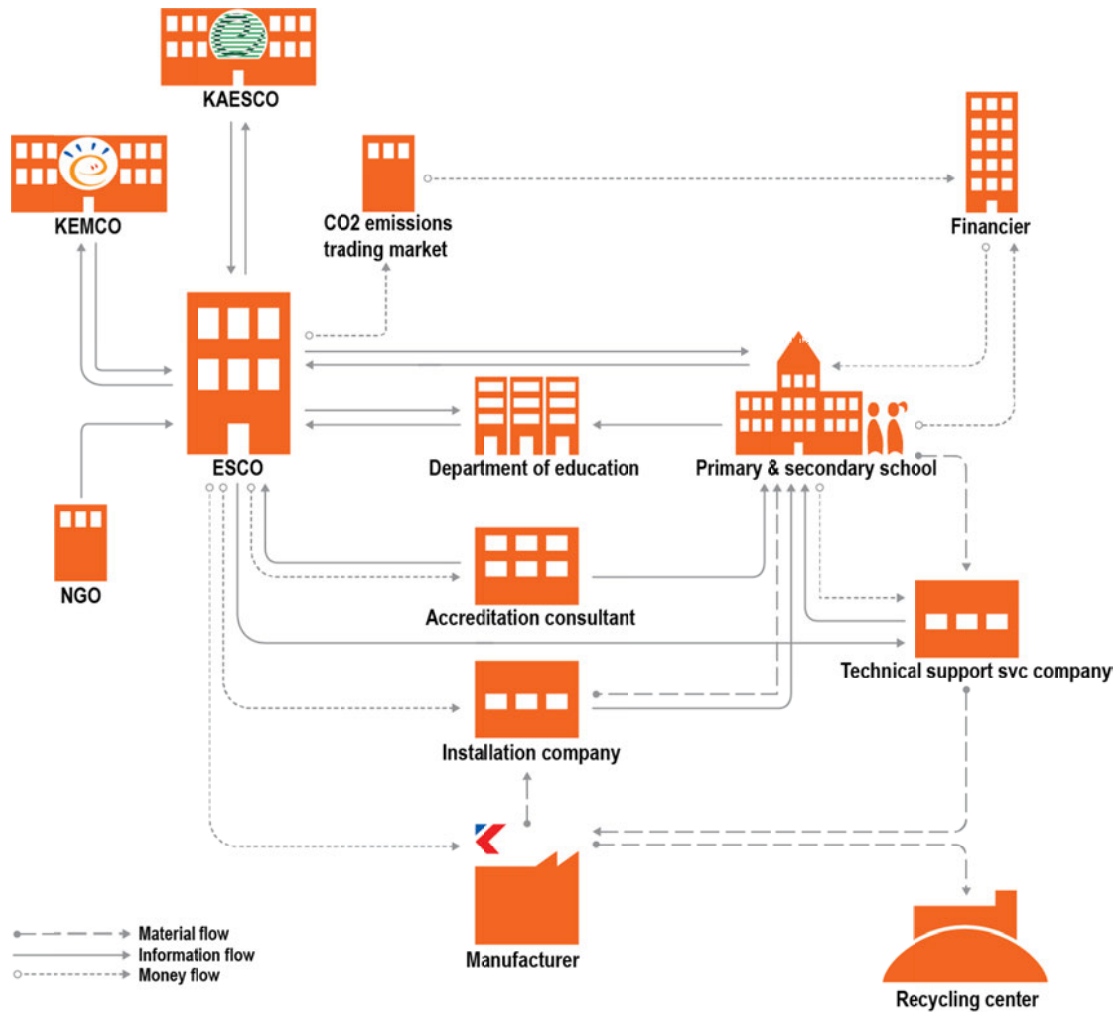 KAESCO
KEMCO
CO2 emissions
trading market
Financier
ESCO
Department of education
Primary & secondary school
NGO
Accreditation consultant
Technical support svc company
Installation company
Manufacturer
Material flow
Information flow
Money flow
Recycling center